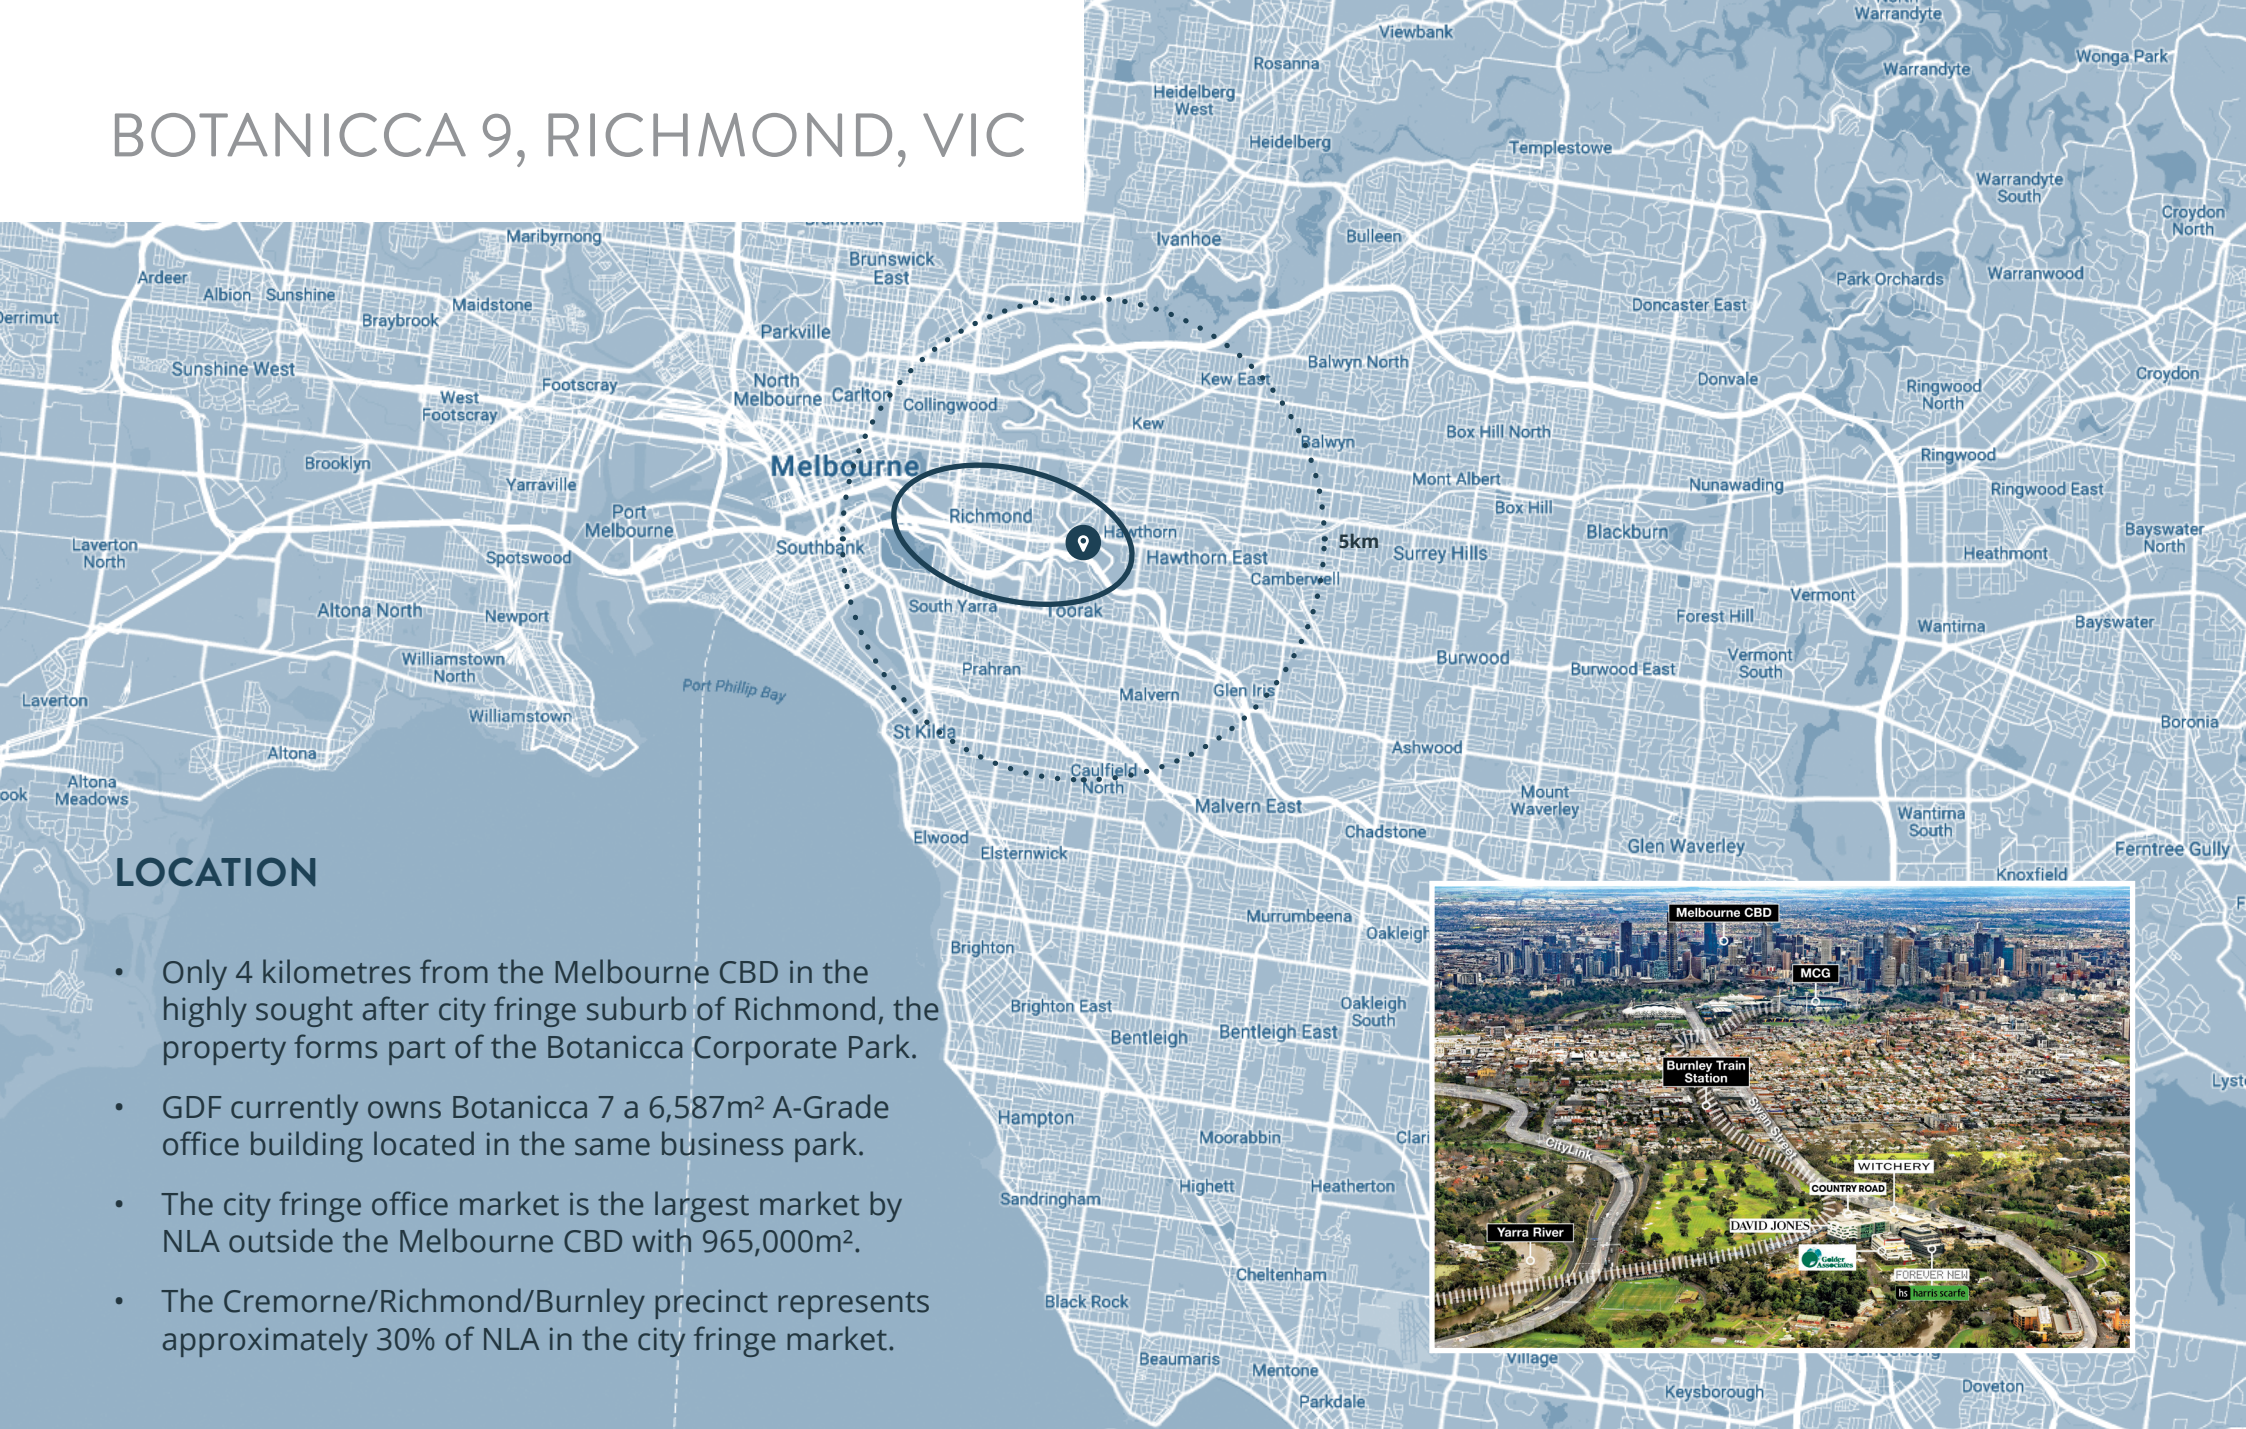 BOTANICCA 9, RICHMOND, VIC
Viewbank
Warrandyte
Rosanna
Warrandyte
Wonga Park
Heidelberg
West
Heidelberg
Templestowe
Warrandyte
South
Croydon
North
Maribyrnong
Ivanhoe
Bulleen
Brunswick
East
Ardeer
Albion
Sunshine
Maidstone
Braybrook
Park Orchards
Warranwood
Doncaster East
Parkville
Sunshine West
Footscray
North
Melbourne
Carlton
Collingwood
West
Footscray
Kew East
Balwyn North
Donvale
Ringwood
North
Croydon
Kew
Balwyn
Box Hill North
Ringwood
Brooklyn
Melbourne
Yarraville
Mont Albert
Nunawading
Ringwood East
Port
Melbourne
Richmond
Box Hill
Blackburn
Bayswater
North
Laverton
North
Spotswood
Southbank
Hawthorn
Hawthorn East
5km
Surrey Hills
Heathmont
Camberwell
Altona North
Newport
South Yarra
Toorak
Vermont
Forest Hill
Wantirna
Bayswater
Williamstown
North
Prahran
Burwood
Burwood East
Vermont
South
Laverton
Port Phillip Bay
Malvern
Glen Iris
Williamstown
St Kilda
Boronia
Altona
Ashwood
Altona
Meadows
Caulfield
North
Malvern East
Mount
Waverley
Wantirna
South
Elwood
Elsternwick
Chadstone
Glen Waverley
Ferntree Gully
Knoxfield
LOCATION
Murrumbeena
Oakleigh
Brighton
• Only 4 kilometres from the Melbourne CBD in the
highly sought after city fringe suburb of Richmond, the
property forms part of the Botanicca Corporate Park.
• GDF currently owns Botanicca 7 a 6,587m² A-Grade
office building located in the same business park.
• The city fringe office market is the largest market by
NLA outside the Melbourne CBD with 965,000m².
• The Cremorne/Richmond/Burnley precinct represents
approximately 30% of NLA in the city fringe market.
Brighton East
Bentleigh
Bentleigh East
Oakleigh
South
Hampton
Moorabbin
Clari
Sandringham
Highett
Heatherton
Cheltenham
Black Rock
Beaumaris
Mentone
Parkdale
Village
Keysborough
Doveton
Lyst
Melbourne CBD
MCG
Burnley Train
Station
Swan Street
CityLink
WITCHERY
COUNTRY ROAD
DAVID JONES
Yarra River
Golder
Associates
FOREVER NEW
hs harris scarfe